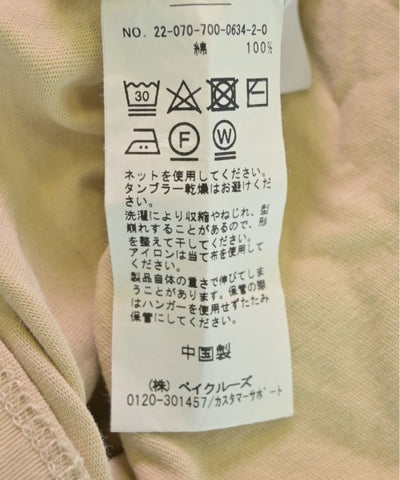 NO. 22-070-700-0634-2-0
綿 100%
30
F W
ネットを使用してください。
タンブラー乾燥はお避けくだ
さい。
洗濯により収縮やねじれ、型
崩れすることがあるので、形
を整えて干してください。
アイロンは当て布を使用して
ください。
製品自体の重さで伸びてしま
うことがあります。保管の際
はハンガーを使用せずたたみ
保管にしてください。
中国製
(株) ベイクルーズ
0120-301457/カスタマーサポート